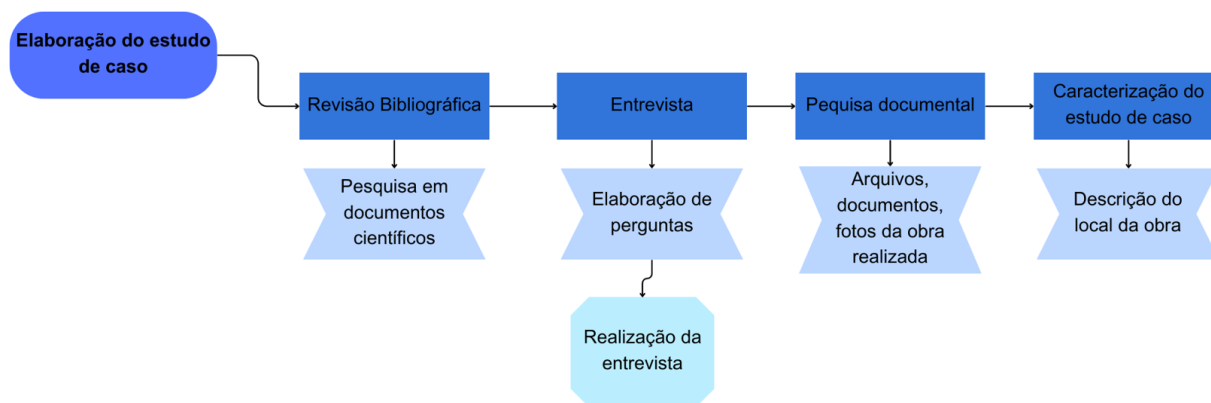 Elaboração do estudo
de caso
Revisão Bibliográfica
Entrevista
Pequisa documental
Caracterização do
estudo de caso
Pesquisa em
documentos
científicos
Elaboração de
perguntas
Arquivos,
documentos,
fotos da obra
realizada
Descrição do
local da obra
Realização da
entrevista